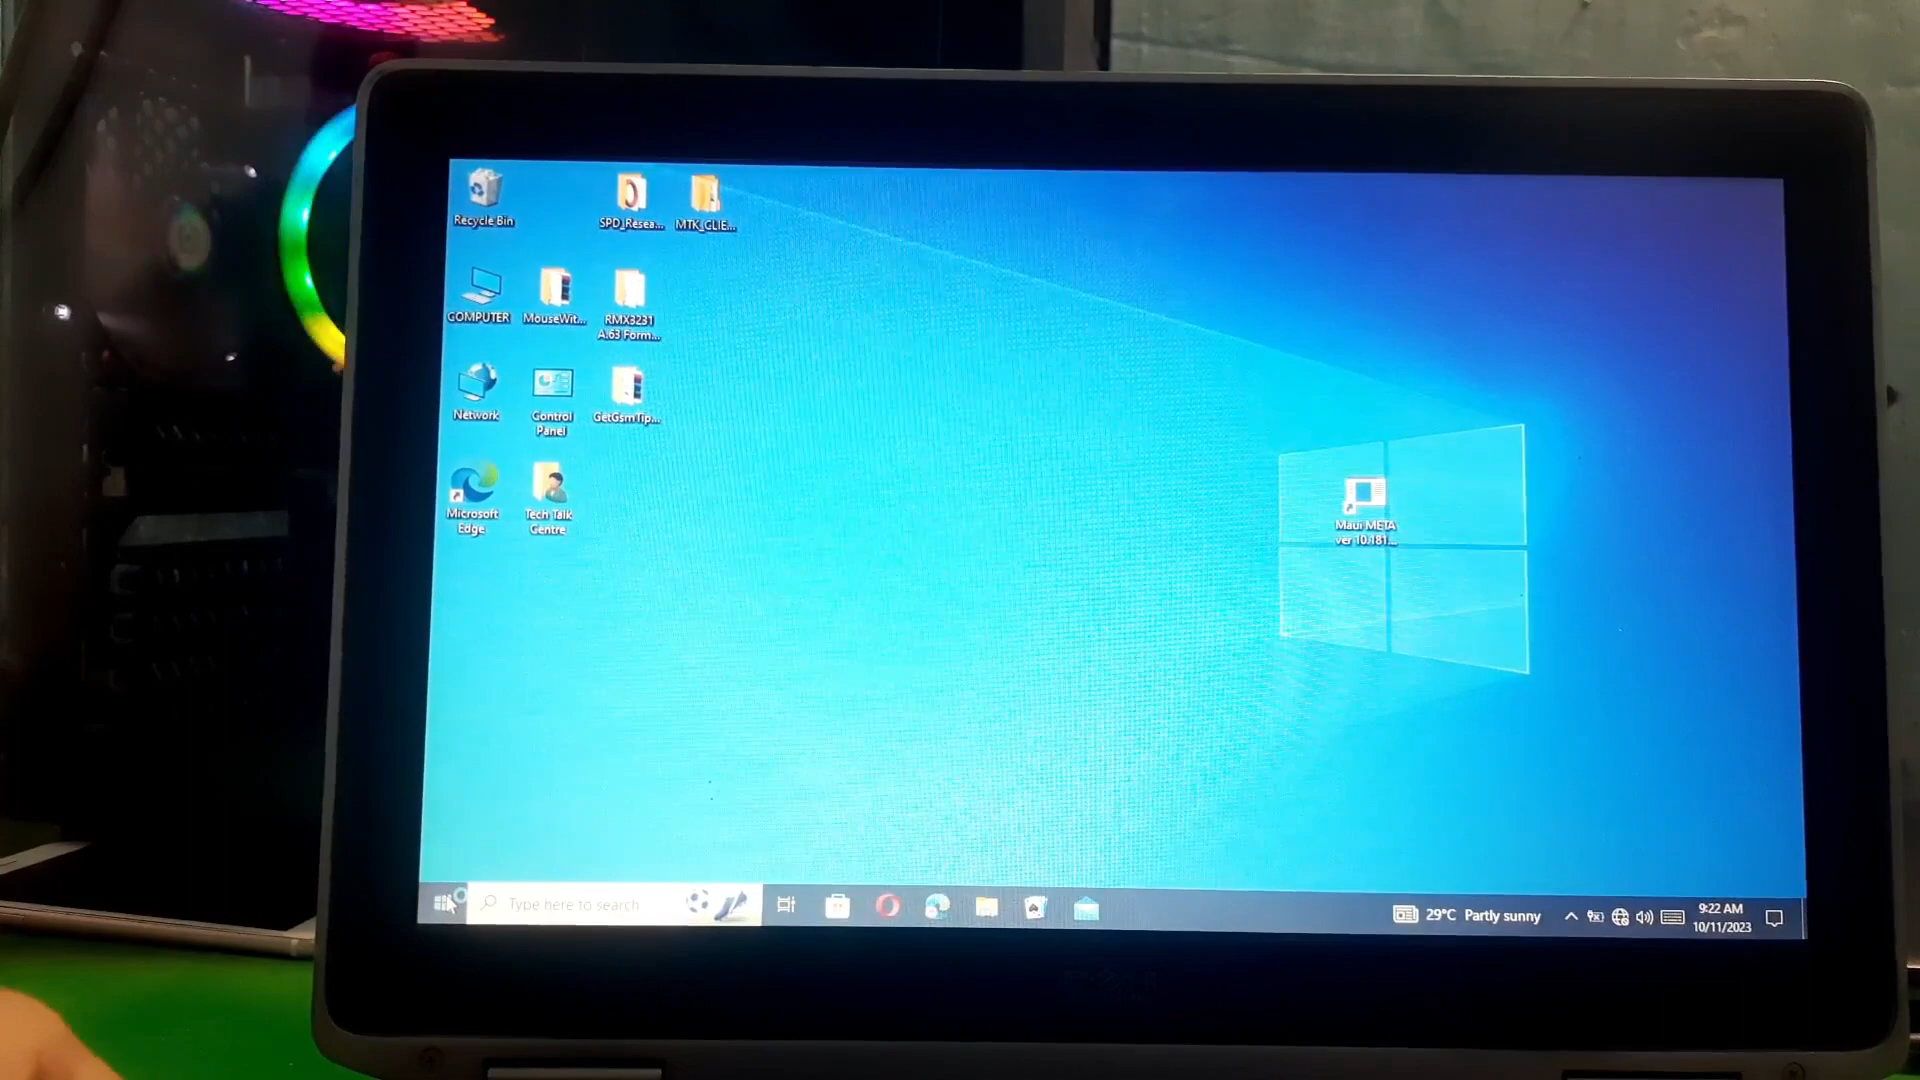 Recycle Bin
SPD_Resea...
MTK_CLIE...
COMPUTER
MouseWit...
RMX3231
A.63 Form...
Network
Control
Panel
GetGsmTip...
Microsoft
Edge
Tech Talk
Centre
Maui META
ver 10.181...
Type here to search
29°C Partly sunny
9:22 AM
10/11/2023